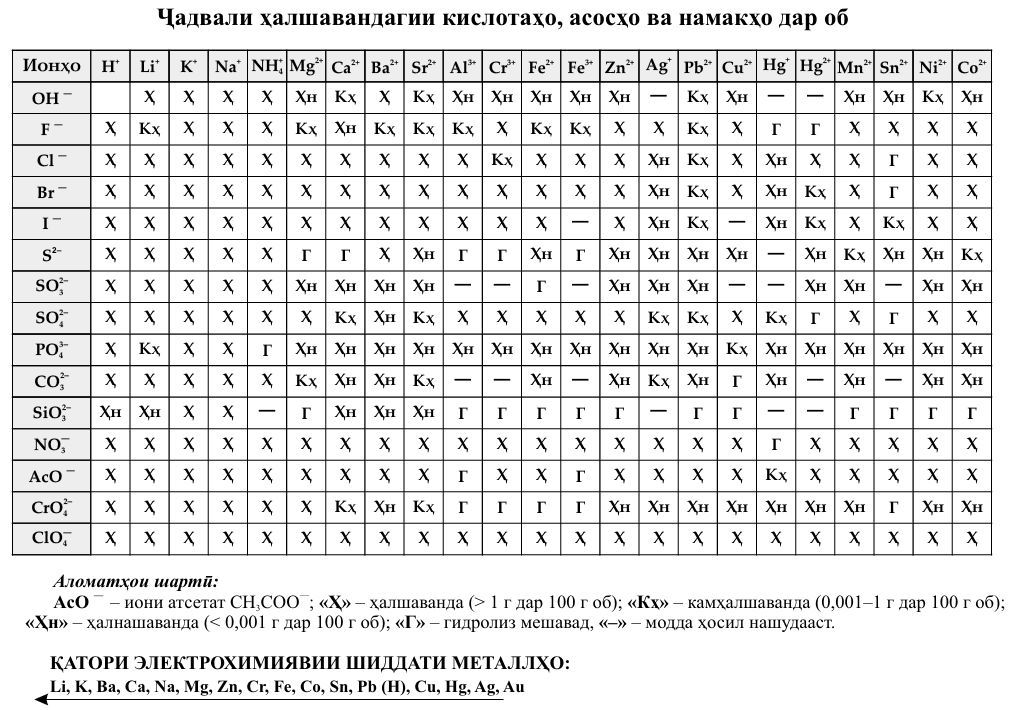 Ҷадвали ҳалшавандагии кислотаҳо, асосҳо ва намакҳо дар об
Ионҳо H⁺ Li⁺ K⁺ Na⁺ NH₄⁺ Mg²⁺ Ca²⁺ Ba²⁺ Sr²⁺ Al³⁺ Cr³⁺ Fe²⁺ Fe³⁺ Zn²⁺ Ag⁺ Pb²⁺ Cu²⁺ Hg⁺ Hg²⁺ Mn²⁺ Sn²⁺ Ni²⁺ Co²⁺
OH⁻ Ҳ Ҳ Ҳ Ҳ Ҳн Кҳ Ҳ Кҳ Ҳн Ҳн Ҳн Ҳн Ҳн — Кҳ Ҳн — — Ҳн Ҳн Кҳ Ҳн
F⁻ Ҳ Кҳ Ҳ Ҳ Ҳ Кҳ Ҳн Кҳ Кҳ Кҳ Ҳ Кҳ Кҳ Ҳ Ҳ Кҳ Ҳ Г Г Ҳ Ҳ Ҳ Ҳ
Cl⁻ Ҳ Ҳ Ҳ Ҳ Ҳ Ҳ Ҳ Ҳ Ҳ Ҳ Кҳ Ҳ Ҳ Ҳ Ҳн Кҳ Ҳ Ҳн Ҳ Ҳ Г Ҳ Ҳ
Br⁻ Ҳ Ҳ Ҳ Ҳ Ҳ Ҳ Ҳ Ҳ Ҳ Ҳ Ҳ Ҳ Ҳ Ҳ Ҳн Кҳ Ҳ Ҳн Кҳ Ҳ Г Ҳ Ҳ
I⁻ Ҳ Ҳ Ҳ Ҳ Ҳ Ҳ Ҳ Ҳ Ҳ Ҳ Ҳ Ҳ — Ҳ Ҳн Кҳ — Ҳн Кҳ Ҳ Кҳ Ҳ Ҳ
S²⁻ Ҳ Ҳ Ҳ Ҳ Ҳ Г Г Ҳ Ҳн Г Г Ҳн Г Ҳн Ҳн Ҳн Ҳн — Ҳн Кҳ Ҳн Ҳн Кҳ
SO₃²⁻ Ҳ Ҳ Ҳ Ҳ Ҳ Ҳн Ҳн Ҳн Ҳн — — Г — Ҳн Ҳн Ҳн — — Ҳн Ҳн — Ҳн Ҳн
SO₄²⁻ Ҳ Ҳ Ҳ Ҳ Ҳ Ҳ Кҳ Ҳн Кҳ Ҳ Ҳ Ҳ Ҳ Ҳ Кҳ Кҳ Ҳ Кҳ Г Ҳ Г Ҳ Ҳ
PO₄³⁻ Ҳ Кҳ Ҳ Ҳ Г Ҳн Ҳн Ҳн Ҳн Ҳн Ҳн Ҳн Ҳн Ҳн Ҳн Ҳн Кҳ Ҳн Ҳн Ҳн Ҳн Ҳн Ҳн
CO₃²⁻ Ҳ Ҳ Ҳ Ҳ Ҳ Кҳ Ҳн Ҳн Кҳ — — Ҳн — Ҳн Кҳ Ҳн Г Ҳн — Ҳн — Ҳн Ҳн
SiO₃²⁻ Ҳн Ҳн Ҳ Ҳ — Г Ҳн Ҳн Ҳн Г Г Г Г Г — Г Г — — Г Г Г Г
NO₃⁻ Ҳ Ҳ Ҳ Ҳ Ҳ Ҳ Ҳ Ҳ Ҳ Ҳ Ҳ Ҳ Ҳ Ҳ Ҳ Ҳ Ҳ Г Ҳ Ҳ Ҳ Ҳ Ҳ
AcO⁻ Ҳ Ҳ Ҳ Ҳ Ҳ Ҳ Ҳ Ҳ Ҳ Г Ҳ Ҳ Г Ҳ Ҳ Ҳ Ҳ Кҳ Ҳ Ҳ Ҳ Ҳ Ҳ
CrO₄²⁻ Ҳ Ҳ Ҳ Ҳ Ҳ Ҳ Кҳ Ҳн Кҳ Г Г Г Г Ҳн Ҳн Ҳн Ҳн Ҳн Ҳн Ҳн Г Ҳн Ҳн
ClO₄⁻ Ҳ Ҳ Ҳ Ҳ Ҳ Ҳ Ҳ Ҳ Ҳ Ҳ Ҳ Ҳ Ҳ Ҳ Ҳ Ҳ Ҳ Ҳ Ҳ Ҳ Ҳ Ҳ Ҳ
Аломатҳои шартӣ:
AcO⁻ – иони атсетат CH₃COO⁻; «Ҳ» – ҳалшаванда (> 1 г дар 100 г об); «Кҳ» – камҳалшаванда (0,001–1 г дар 100 г об);
«Ҳн» – ҳалнашаванда (< 0,001 г дар 100 г об); «Г» – гидролиз мешавад, «–» – модда ҳосил нашудааст.
ҚАТОРИ ЭЛЕКТРОХИМИЯВИИ ШИДДАТИ МЕТАЛЛҲО:
Li, K, Ba, Ca, Na, Mg, Zn, Cr, Fe, Co, Sn, Pb (H), Cu, Hg, Ag, Au